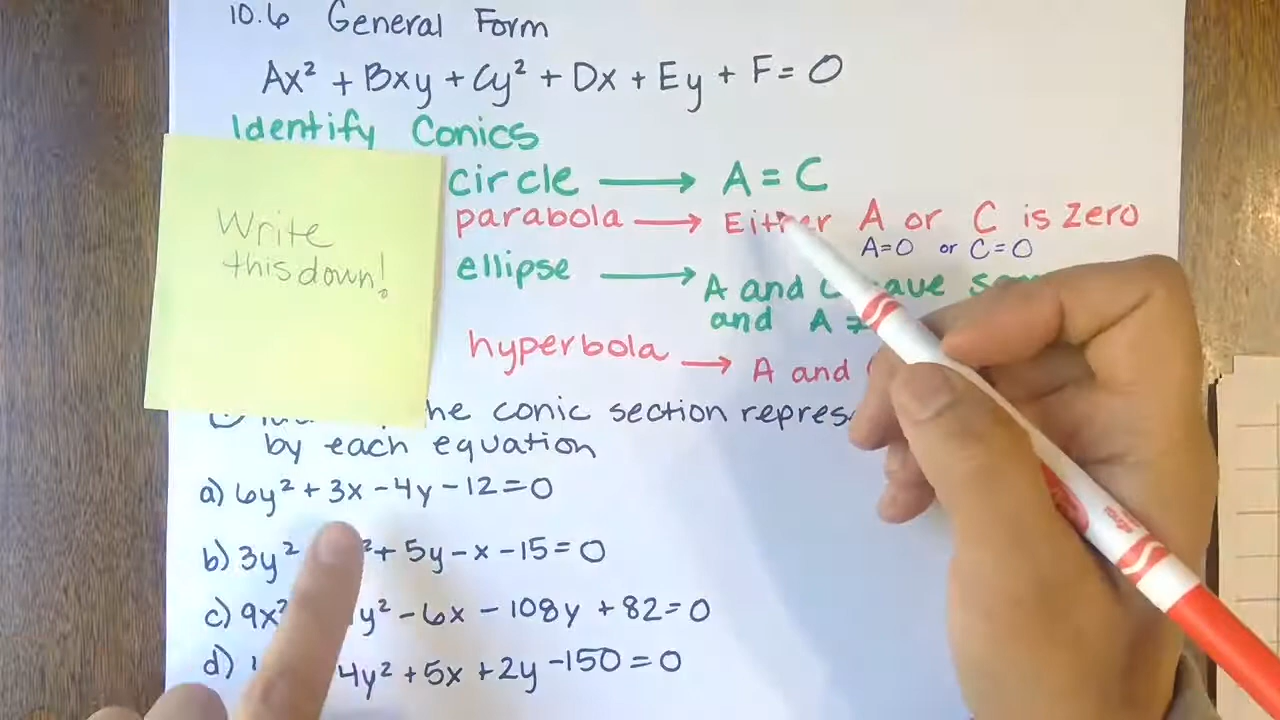 10.6 General Form
Ax² + Bxy + Cy² + Dx + Ey + F = 0
Identify Conics
Write
this down!
circle → A = C
parabola → Either A or C is zero
A=0 or C=0
ellipse → A and
and A
hyperbola → A and
conic section
by each equation
a) 6y² + 3x - 4y - 12 = 0
b) 3y² + 5y - x - 15 = 0
c) 9x² y² - 6x - 108y + 82 = 0
d) 4y² + 5x + 2y - 150 = 0